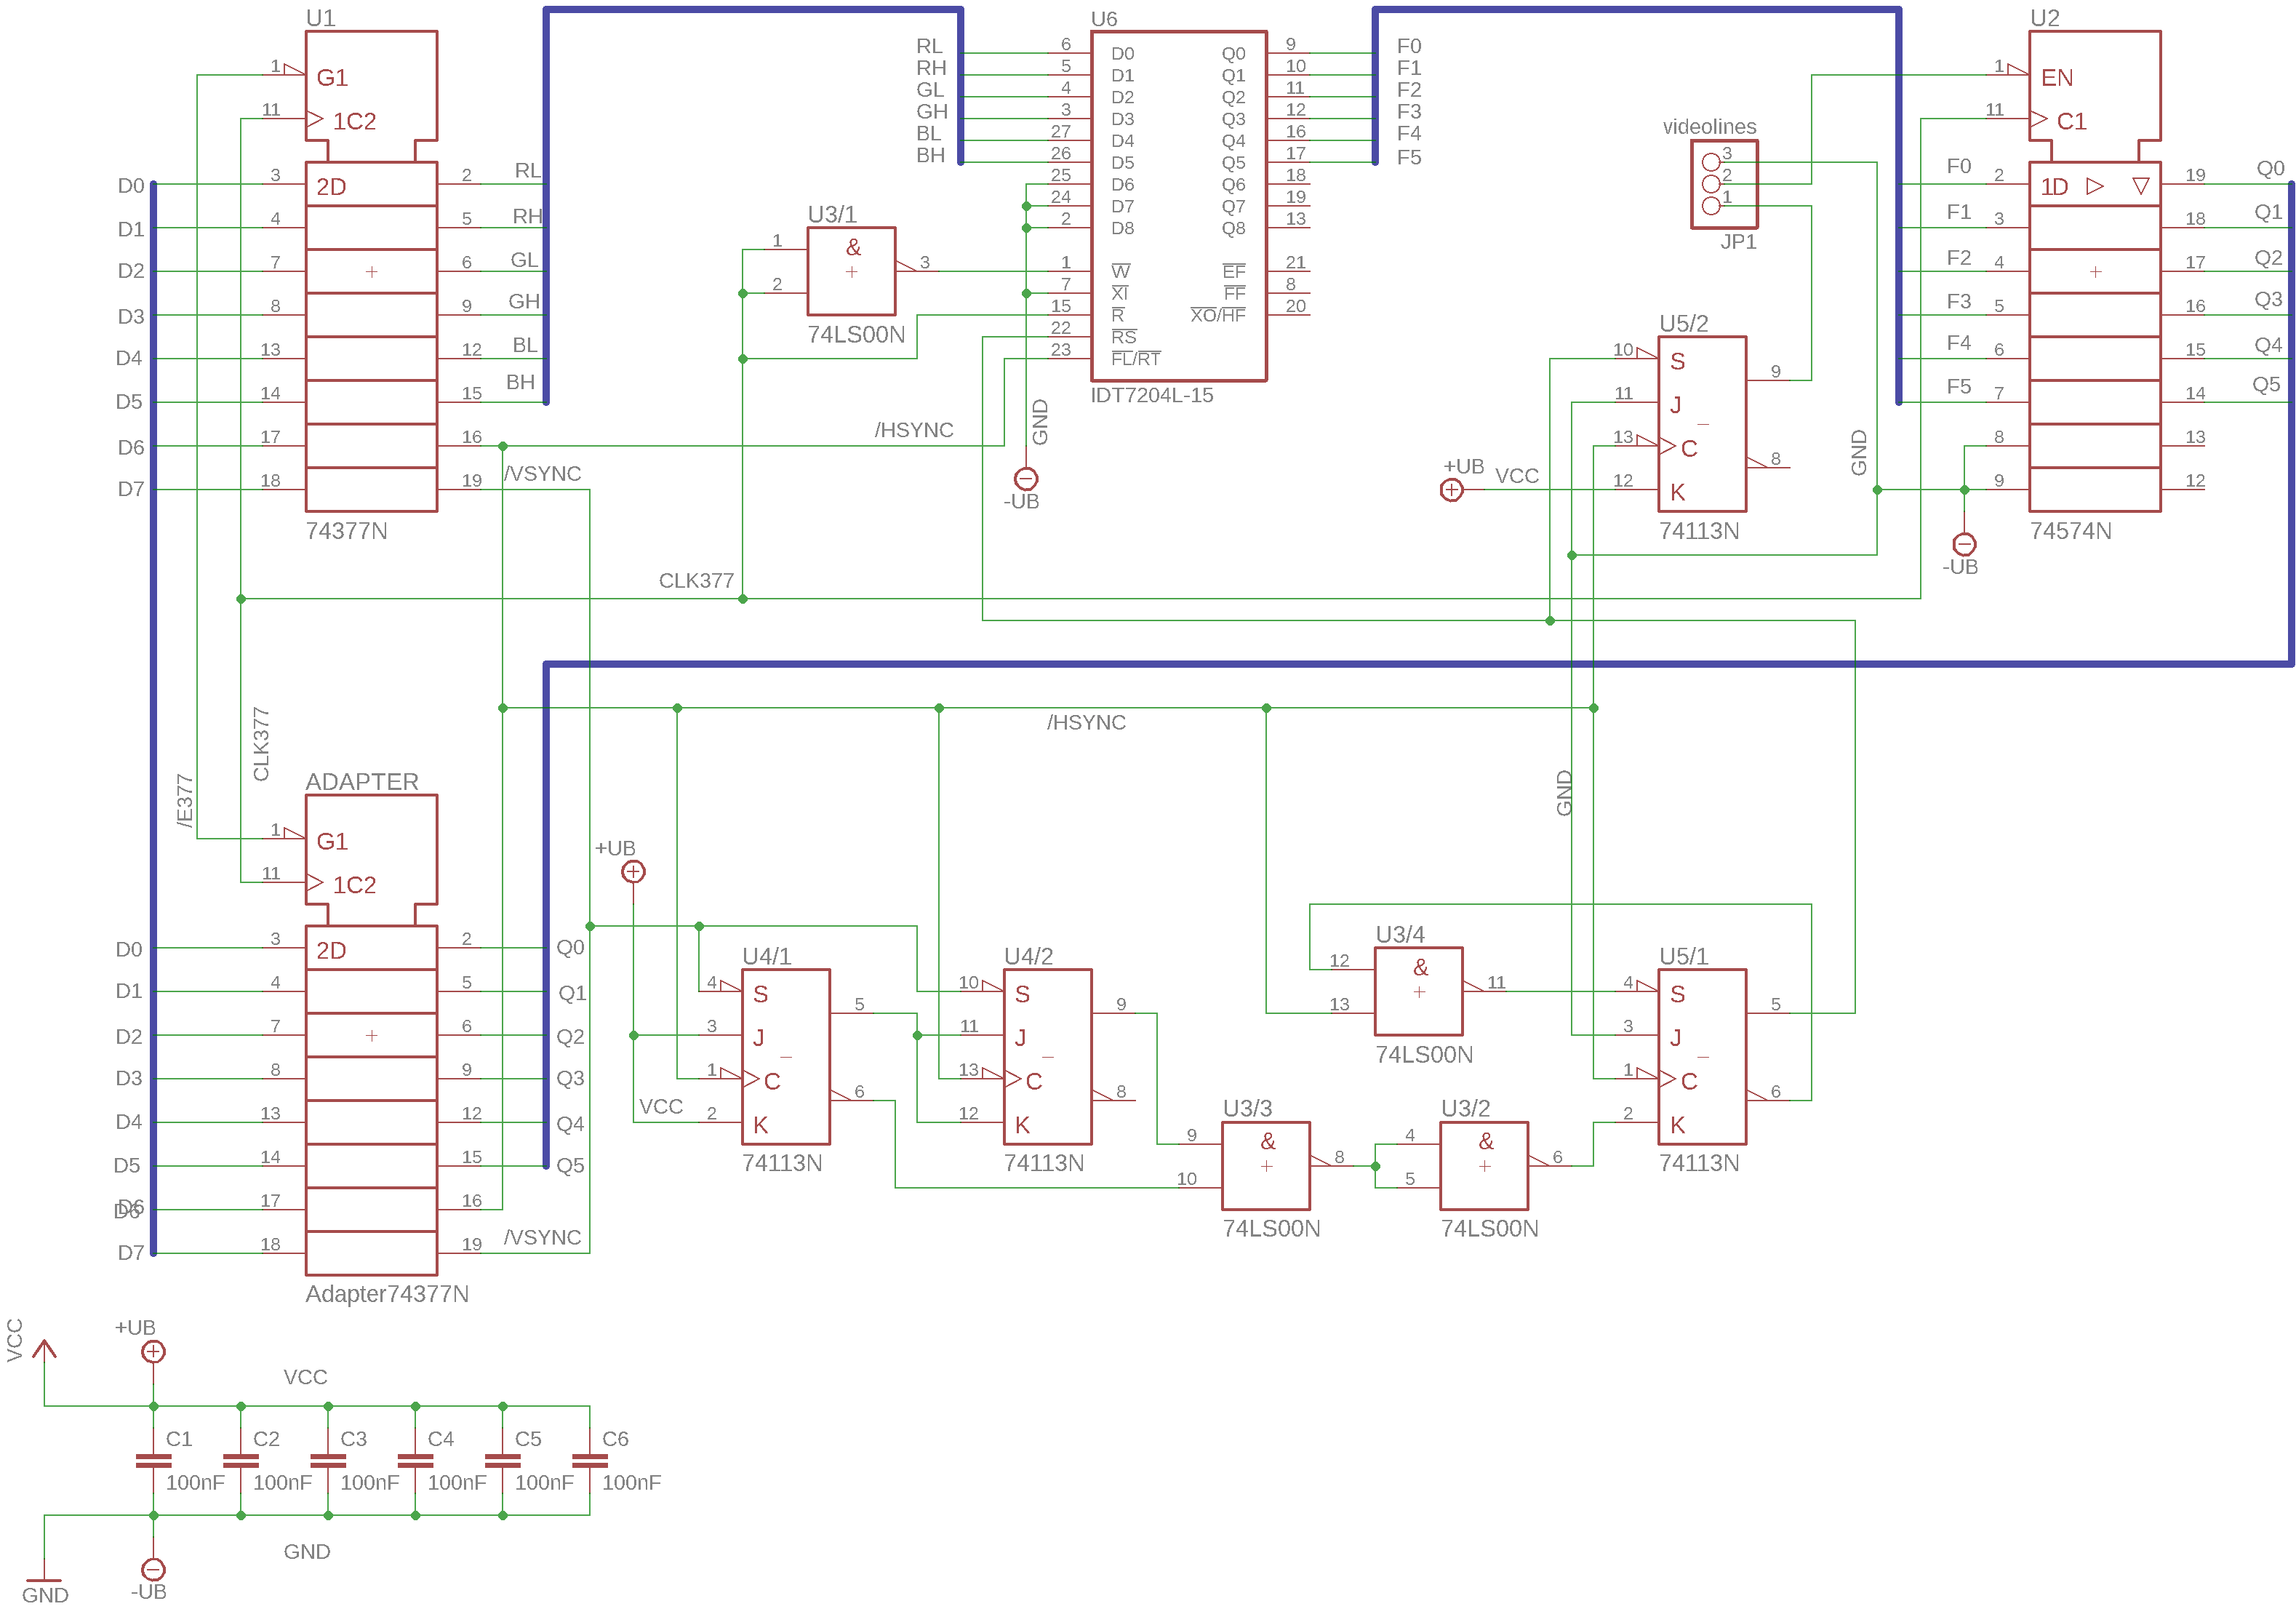 U1
1
G1
11
1C2
D0
3
2D
2
RL
D1
4
5
RH
D2
7
6
GL
D3
8
9
GH
D4
13
12
BL
D5
14
15
BH
D6
17
16
D7
18
19
/VSYNC
74377N
U6
RL
6
D0
Q0
9
F0
RH
5
D1
Q1
10
F1
GL
4
D2
Q2
11
F2
GH
3
D3
Q3
12
F3
BL
27
D4
Q4
16
F4
BH
26
D5
Q5
17
F5
25
D6
Q6
18
24
D7
Q7
19
2
D8
Q8
13
1
W
EF
21
7
XI
FF
8
15
R
XO/HF
20
22
RS
23
FL/RT
IDT7204L-15
U3/1
1
&
2
3
74LS00N
/HSYNC
GND
-UB
CLK377
videolines
3
2
1
JP1
U5/2
10
S
9
11
J
13
C
8
+UB
VCC
12
K
74113N
GND
U2
1
EN
11
C1
F0
2
1D
19
Q0
F1
3
18
Q1
F2
4
17
Q2
F3
5
16
Q3
F4
6
15
Q4
F5
7
14
Q5
8
13
9
12
74574N
-UB
/E377
CLK377
/HSYNC
GND
ADAPTER
1
G1
11
1C2
D0
3
2D
2
Q0
D1
4
5
Q1
D2
7
6
Q2
D3
8
9
Q3
D4
13
12
Q4
D5
14
15
Q5
D6
D6
17
16
D7
18
19
/VSYNC
Adapter74377N
+UB
VCC
U4/1
4
S
5
3
J
1
C
6
2
K
74113N
U4/2
10
S
9
11
J
13
C
8
12
K
74113N
U3/4
12
&
13
11
74LS00N
U3/3
9
&
10
8
74LS00N
U3/2
4
&
5
6
74LS00N
U5/1
4
S
5
3
J
1
C
6
2
K
74113N
VCC
+UB
VCC
C1
C2
C3
C4
C5
C6
100nF
100nF
100nF
100nF
100nF
100nF
GND
GND
-UB